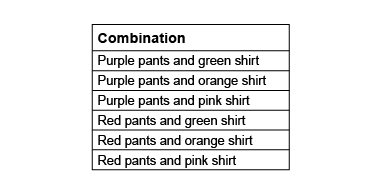 Combination
Purple pants and green shirt
Purple pants and orange shirt
Purple pants and pink shirt
Red pants and green shirt
Red pants and orange shirt
Red pants and pink shirt